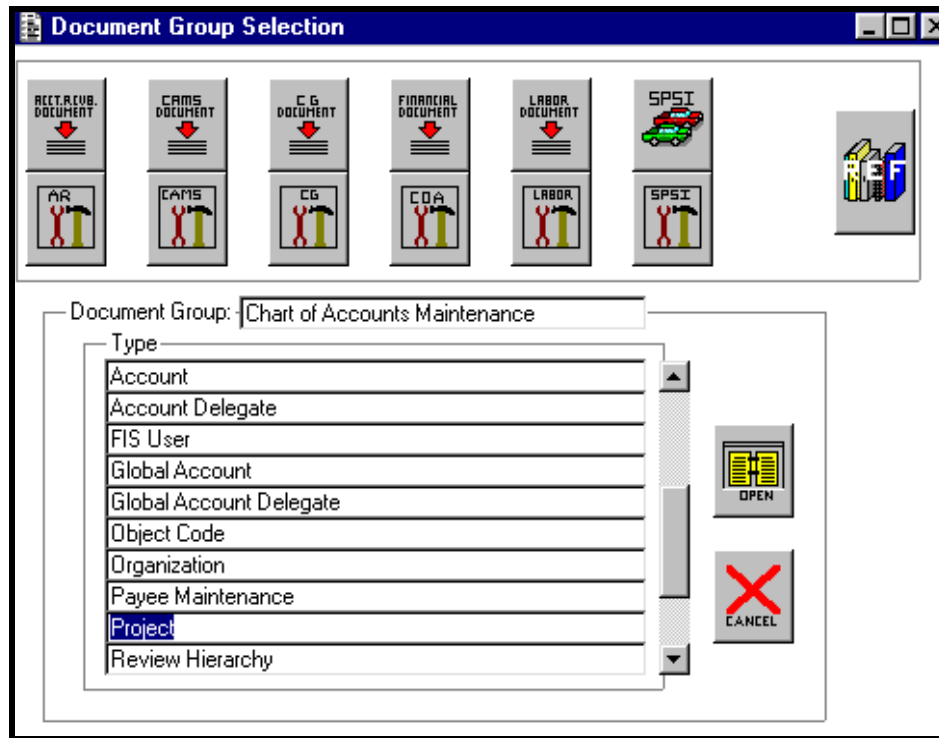 Document Group Selection
ACCT.RCVB. DOCUMENT
CAMS DOCUMENT
C G DOCUMENT
FINANCIAL DOCUMENT
LABOR DOCUMENT
SPSI
REF
AR
CAMS
CG
COA
LABOR
SPSI
Document Group: Chart of Accounts Maintenance
Type
Account
Account Delegate
FIS User
Global Account
Global Account Delegate
Object Code
Organization
Payee Maintenance
Project
Review Hierarchy
OPEN
CANCEL